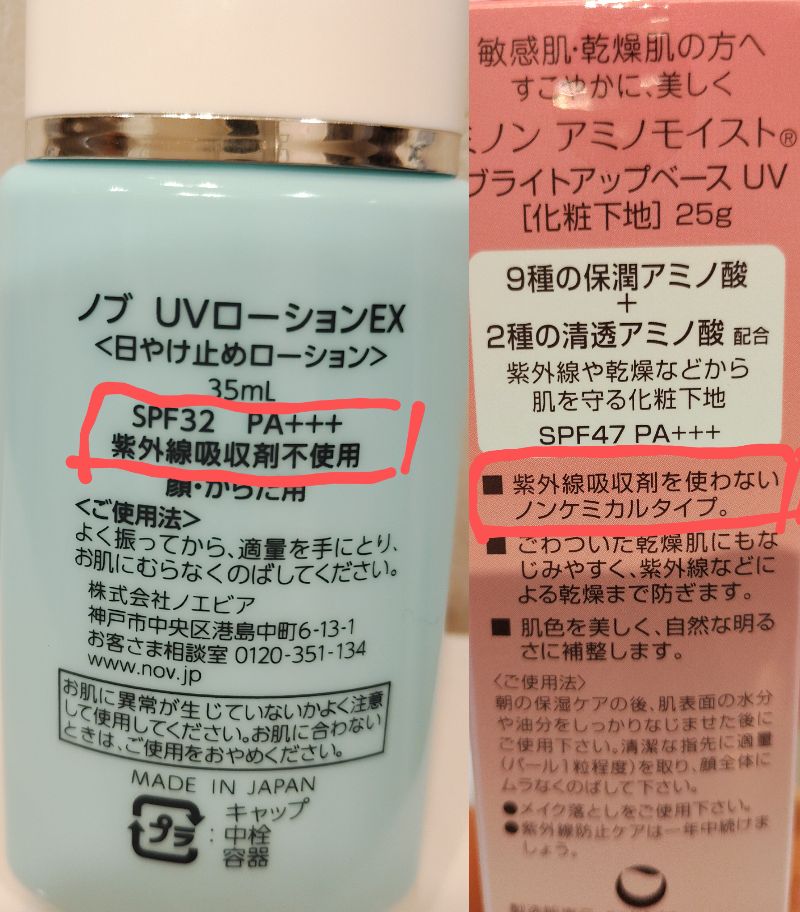 ノブ UVローションEX
<日やけ止めローション>
35mL
SPF32 PA+++
紫外線吸収剤不使用
顔・からだ用
<ご使用法>
よく振ってから、適量を手にとり、
お肌にむらなくのばしてください。
株式会社ノエビア
神戸市中央区港島中町6-13-1
お客さま相談室 0120-351-134
www.nov.jp
お肌に異常が生じていないかよく注意
して使用してください。お肌に合わない
ときは、ご使用をおやめください。
MADE IN JAPAN
プラ
：
キャップ
中栓
容器
敏感肌・乾燥肌の方へ
すこやかに、美しく
ミノン アミノモイスト®
ブライトアップベース UV
[化粧下地] 25g
9種の保潤アミノ酸
+
2種の清透アミノ酸 配合
紫外線や乾燥などから
肌を守る化粧下地
SPF47 PA+++
■ 紫外線吸収剤を使わない
ノンケミカルタイプ。
■ ごわついた乾燥肌にもな
じみやすく、紫外線などに
よる乾燥まで防ぎます。
■ 肌色を美しく、自然な明る
さに補整します。
<ご使用法>
朝の保湿ケアの後、肌表面の水分
や油分をしっかりなじませた後に
ご使用下さい。清潔な指先に適量
(パール1粒程度)を取り、顔全体に
ムラなくのばして下さい。
●メイク落としをご使用下さい。
●紫外線防止ケアは一年中続けま
しょう。